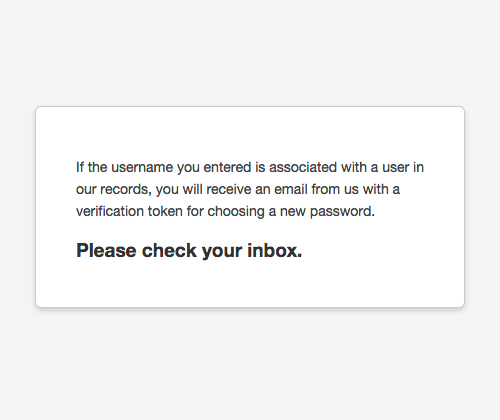 If the username you entered is associated with a user in
our records, you will receive an email from us with a
verification token for choosing a new password.
Please check your inbox.